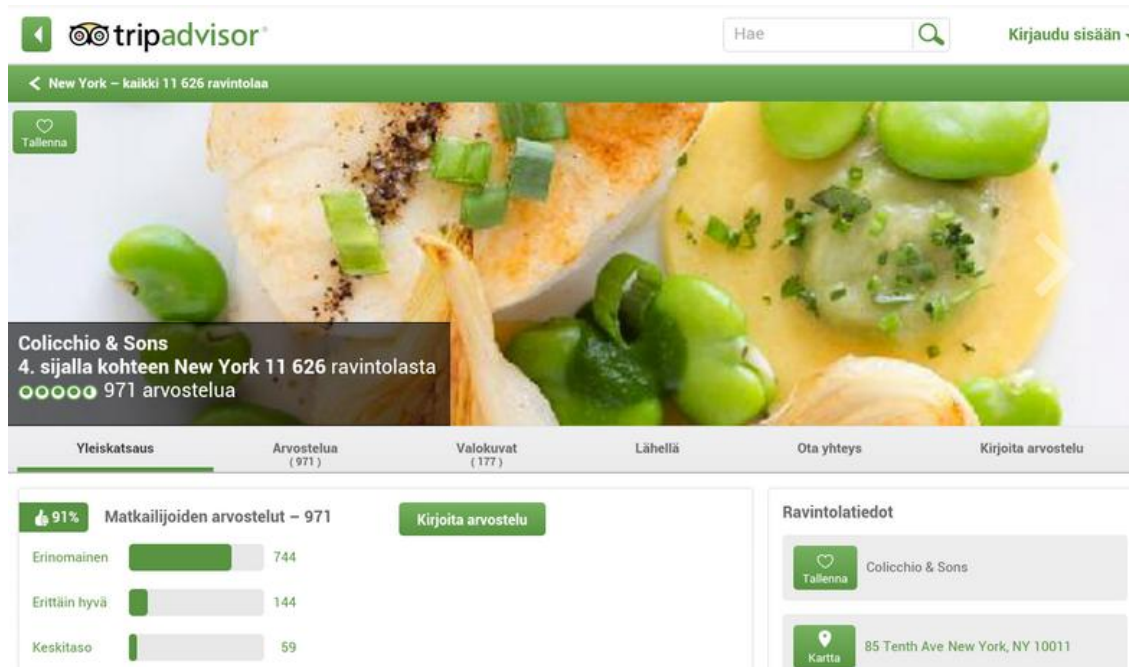 tripadvisor
Hae
Kirjaudu sisään
New York – kaikki 11 626 ravintolaa
Tallenna
Colicchio & Sons
4. sijalla kohteen New York 11 626 ravintolasta
971 arvostelua
Yleiskatsaus
Arvostelua
(971)
Valokuvat
(177)
Lähellä
Ota yhteys
Kirjoita arvostelu
91%
Matkailijoiden arvostelut – 971
Kirjoita arvostelu
Erinomainen 744
Erittäin hyvä 144
Keskitaso 59
Ravintolatiedot
Tallenna
Colicchio & Sons
Kartta
85 Tenth Ave New York, NY 10011